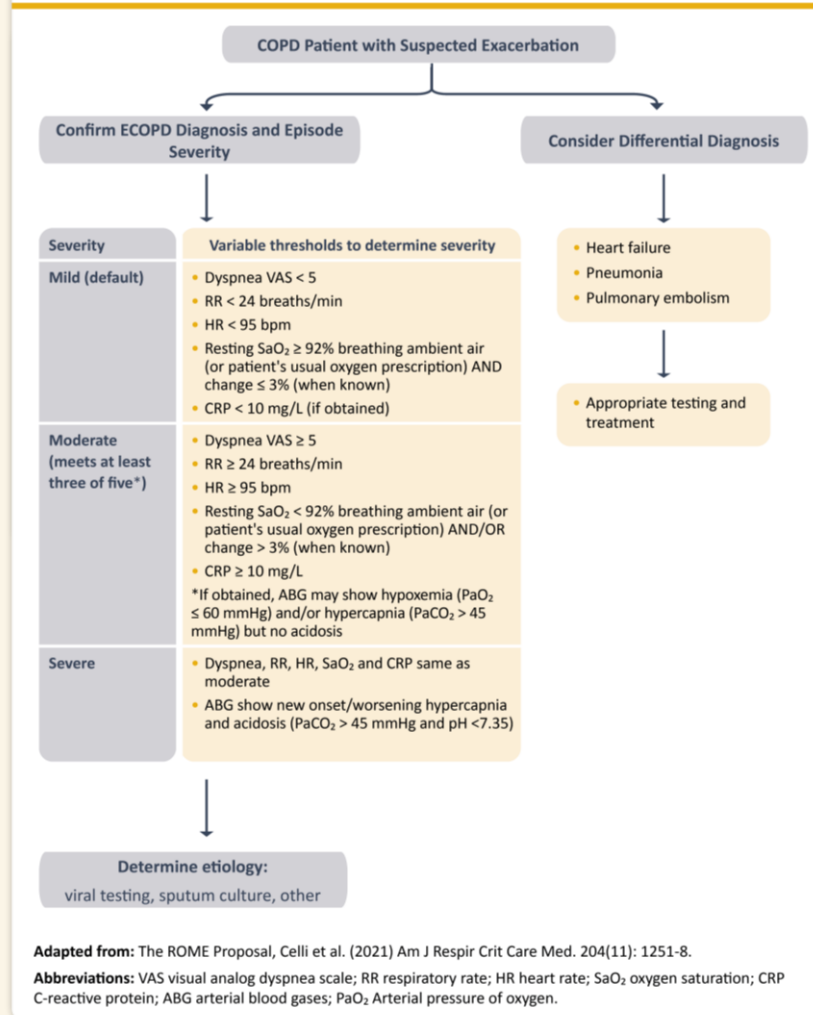 COPD Patient with Suspected Exacerbation
Confirm ECOPD Diagnosis and Episode
Severity
Consider Differential Diagnosis
Severity
Variable thresholds to determine severity
Mild (default)
• Dyspnea VAS < 5
• RR < 24 breaths/min
• HR < 95 bpm
• Resting SaO₂ ≥ 92% breathing ambient air
(or patient's usual oxygen prescription) AND
change ≤ 3% (when known)
• CRP < 10 mg/L (if obtained)
Moderate
(meets at least
three of five*)
• Dyspnea VAS ≥ 5
• RR ≥ 24 breaths/min
• HR ≥ 95 bpm
• Resting SaO₂ < 92% breathing ambient air (or
patient's usual oxygen prescription) AND/OR
change > 3% (when known)
• CRP ≥ 10 mg/L
*If obtained, ABG may show hypoxemia (PaO₂
≤ 60 mmHg) and/or hypercapnia (PaCO₂ > 45
mmHg) but no acidosis
Severe
• Dyspnea, RR, HR, SaO₂ and CRP same as
moderate
• ABG show new onset/worsening hypercapnia
and acidosis (PaCO₂ > 45 mmHg and pH <7.35)
• Heart failure
• Pneumonia
• Pulmonary embolism
• Appropriate testing and
treatment
Determine etiology:
viral testing, sputum culture, other
Adapted from: The ROME Proposal, Celli et al. (2021) Am J Respir Crit Care Med. 204(11): 1251-8.
Abbreviations: VAS visual analog dyspnea scale; RR respiratory rate; HR heart rate; SaO₂ oxygen saturation; CRP
C-reactive protein; ABG arterial blood gases; PaO₂ Arterial pressure of oxygen.